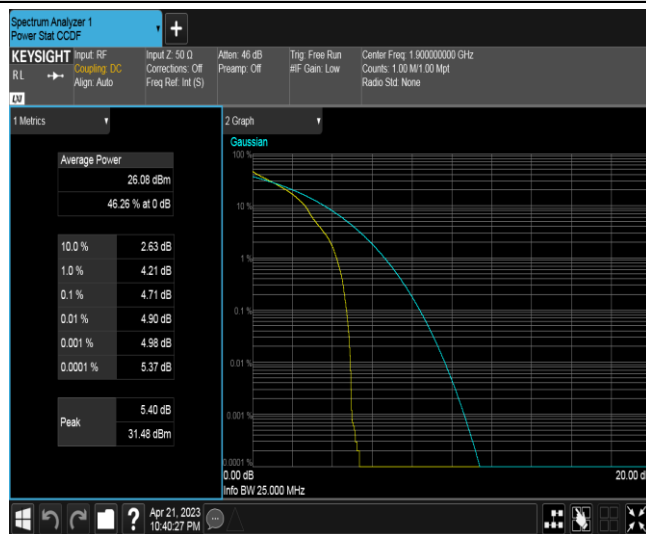 Spectrum Analyzer 1
Power Stat CCDF
+
KEYSIGHT
RL
LXI
Input: RF
Coupling: DC
Align: Auto
Input Z: 50 Ω
Corrections: Off
Freq Ref: Int (S)
Atten: 46 dB
Preamp: Off
Trig: Free Run
#IF Gain: Low
Center Freq: 1.900000000 GHz
Counts: 1.00 M/1.00 Mpt
Radio Std: None
1 Metrics
Average Power
26.08 dBm
46.26 % at 0 dB
10.0 % 2.63 dB
1.0 % 4.21 dB
0.1 % 4.71 dB
0.01 % 4.90 dB
0.001 % 4.98 dB
0.0001 % 5.37 dB
Peak
5.40 dB
31.48 dBm
2 Graph
Gaussian
100 %
10 %
1 %
0.1 %
0.01 %
0.001 %
0.0001 %
0.00 dB
20.00 d
Info BW 25.000 MHz
?
Apr 21, 2023
10:40:27 PM